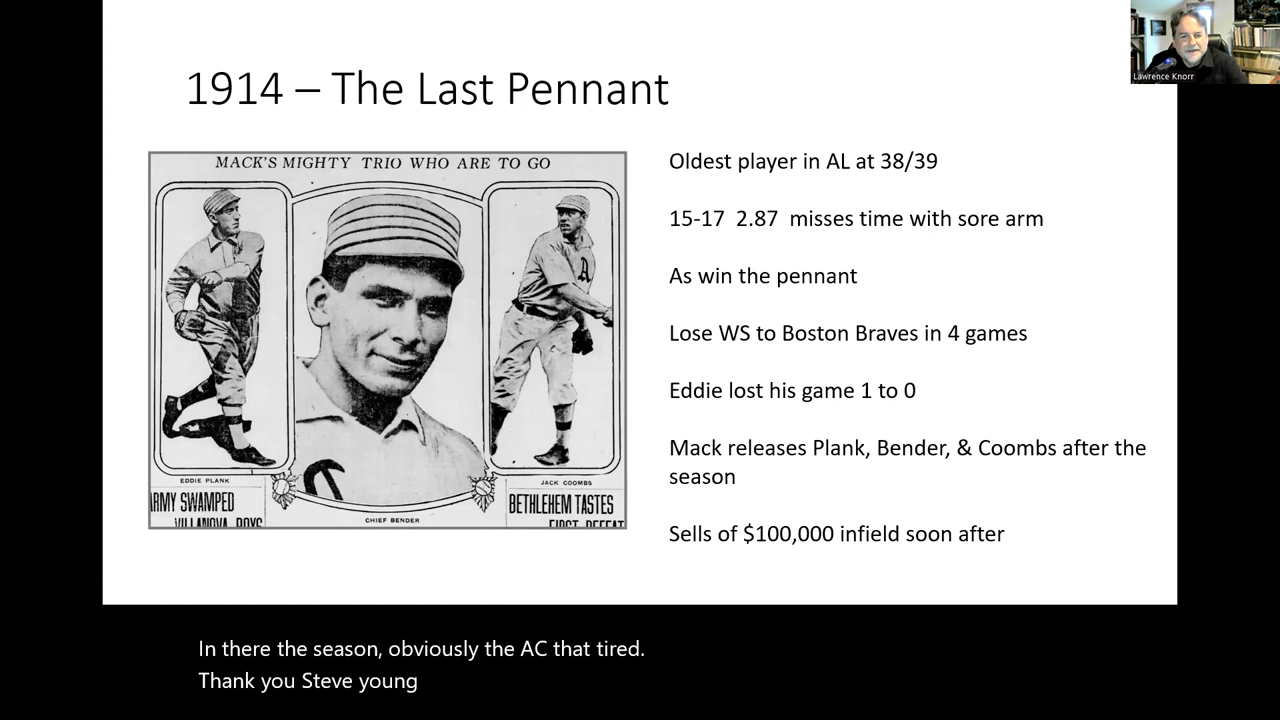 1914 – The Last Pennant
Lawrence Knorr
MACK'S MIGHTY TRIO WHO ARE TO GO
EDDIE PLANK
CHIEF BENDER
JACK COOMBS
ARMY SWAMPED
VILLANOVA BOYS
BETHLEHEM TASTES
FIRST DEFEAT
Oldest player in AL at 38/39
15-17 2.87 misses time with sore arm
As win the pennant
Lose WS to Boston Braves in 4 games
Eddie lost his game 1 to 0
Mack releases Plank, Bender, & Coombs after the
season
Sells of $100,000 infield soon after
In there the season, obviously the AC that tired.
Thank you Steve young